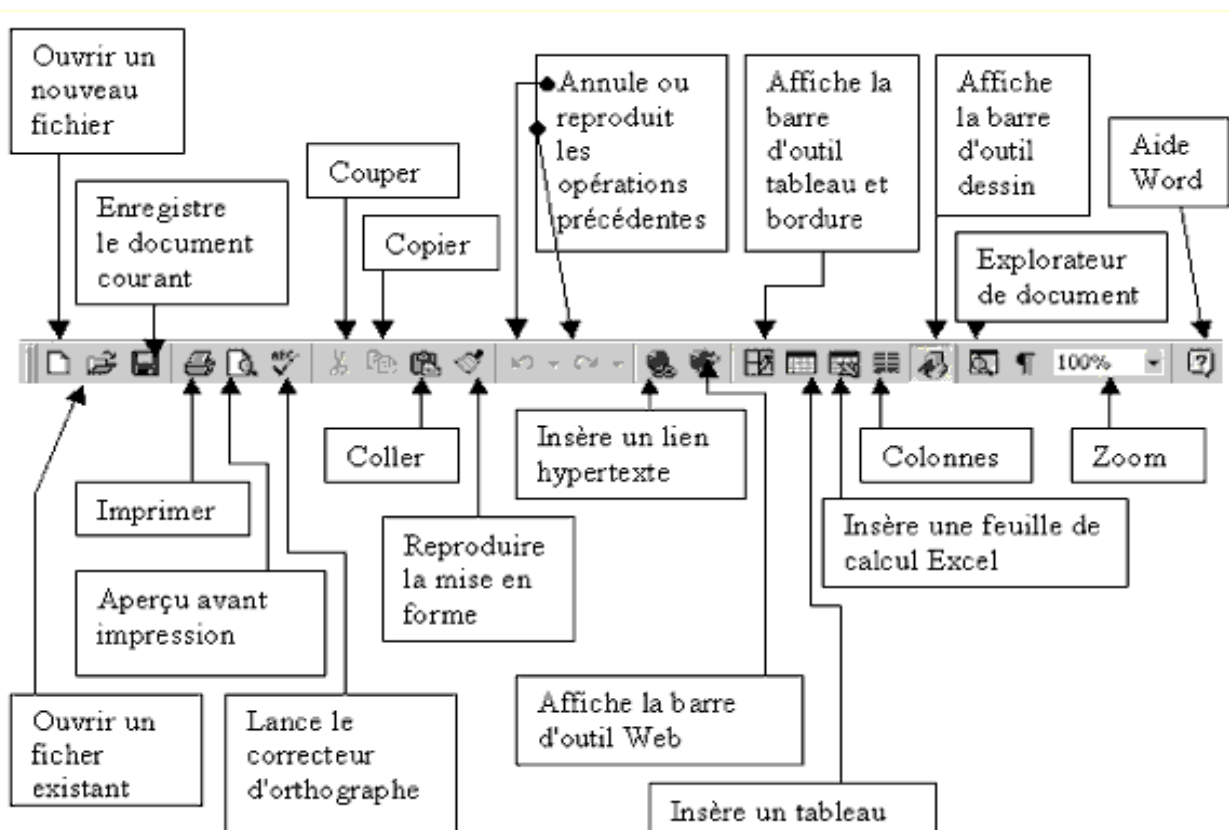 Ouvrir un
nouveau
fichier
Enregistre
le document
courant
Couper
Copier
Annule ou
reproduit
les
opérations
précédentes
Affiche la
barre
d'outil
tableau et
bordure
Affiche
la barre
d'outil
dessin
Explorateur
de document
Aide
Word
ABC
100%
Coller
Insère un lien
hypertexte
Colonnes
Zoom
Imprimer
Reproduire
la mise en
forme
Insère une feuille de
calcul Excel
Aperçu avant
impression
Ouvrir un
ficher
existant
Lance le
correcteur
d'orthographe
Affiche la barre
d'outil Web
Insère un tableau